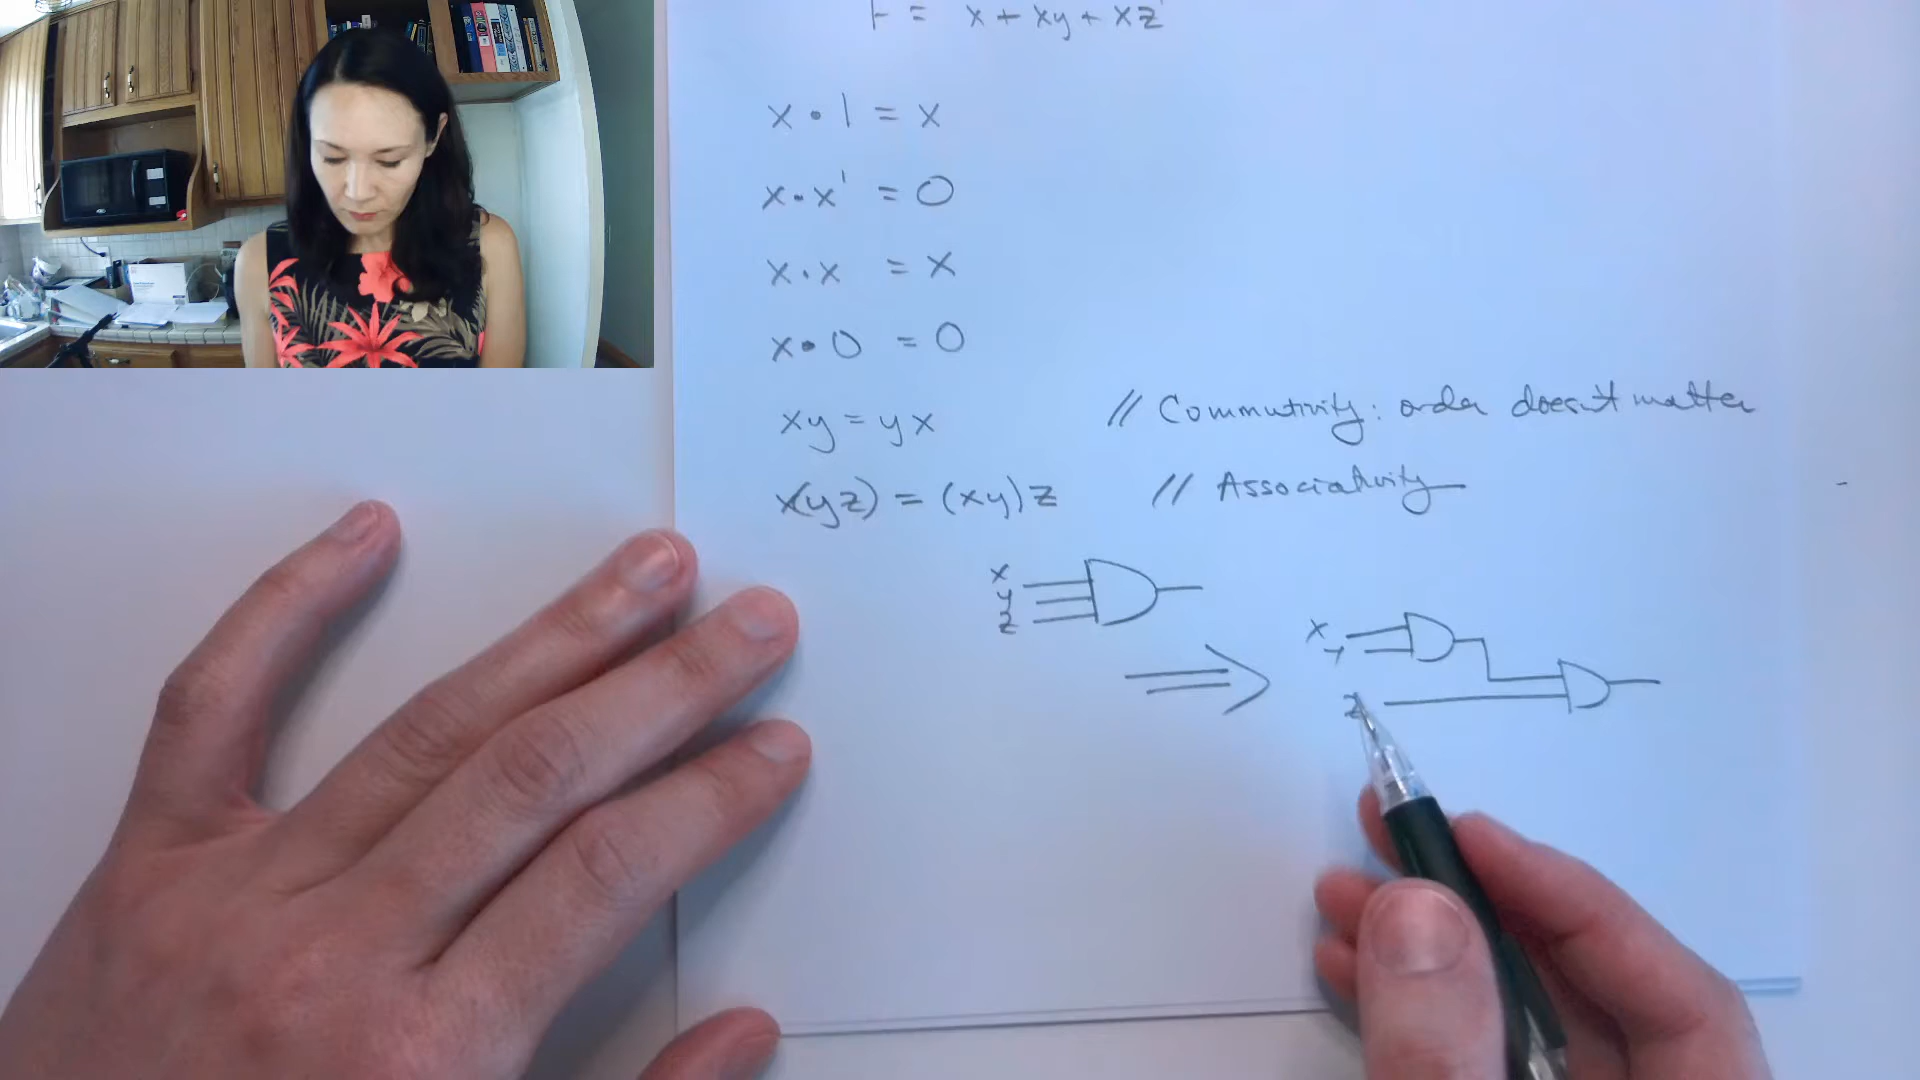 F = x + xy + xz'
x • 1 = x
x • x' = 0
x • x = x
x • 0 = 0
xy = yx // Commutivity: order doesn't matter
x(yz) = (xy)z // Associativity
x
y
z
x
y
z